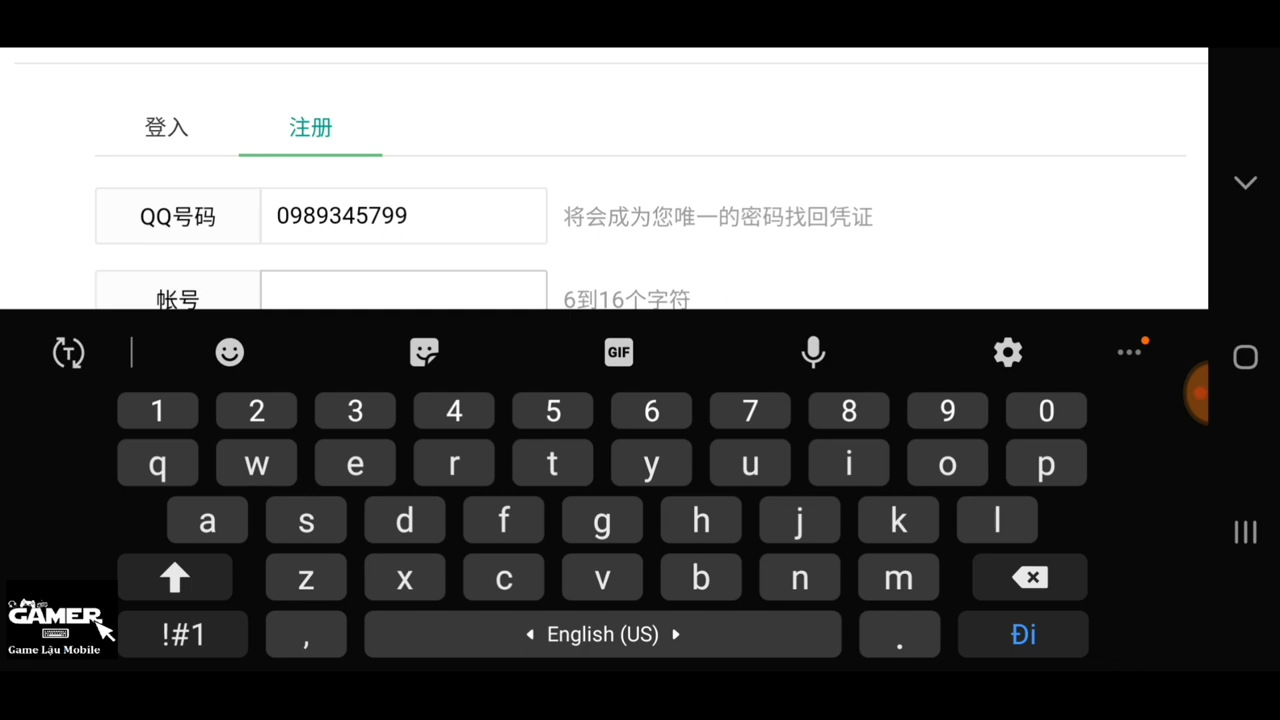 登入 注册
QQ号码 0989345799 将会成为您唯一的密码找回凭证
帐号 6到16个字符
T GIF
1 2 3 4 5 6 7 8 9 0
q w e r t y u i o p
a s d f g h j k l
z x c v b n m
!#1 , English (US) . Đi
GAMER
Game Lậu Mobile